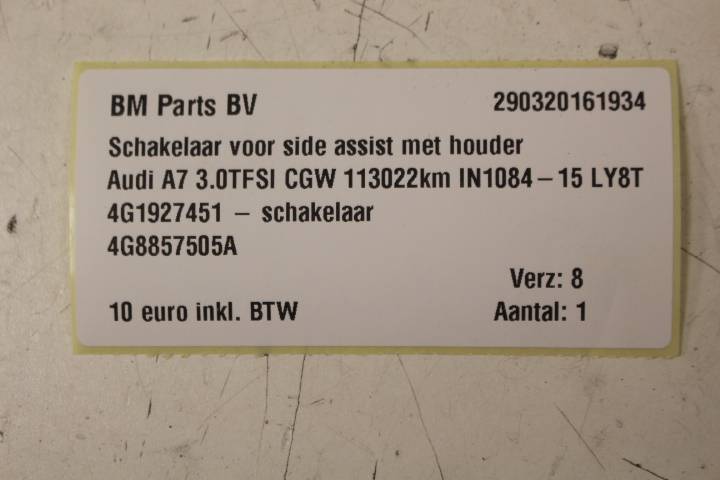 BM Parts BV 290320161934
Schakelaar voor side assist met houder
Audi A7 3.0TFSI CGW 113022km IN1084 – 15 LY8T
4G1927451 – schakelaar
4G8857505A
Verz: 8
10 euro inkl. BTW Aantal: 1